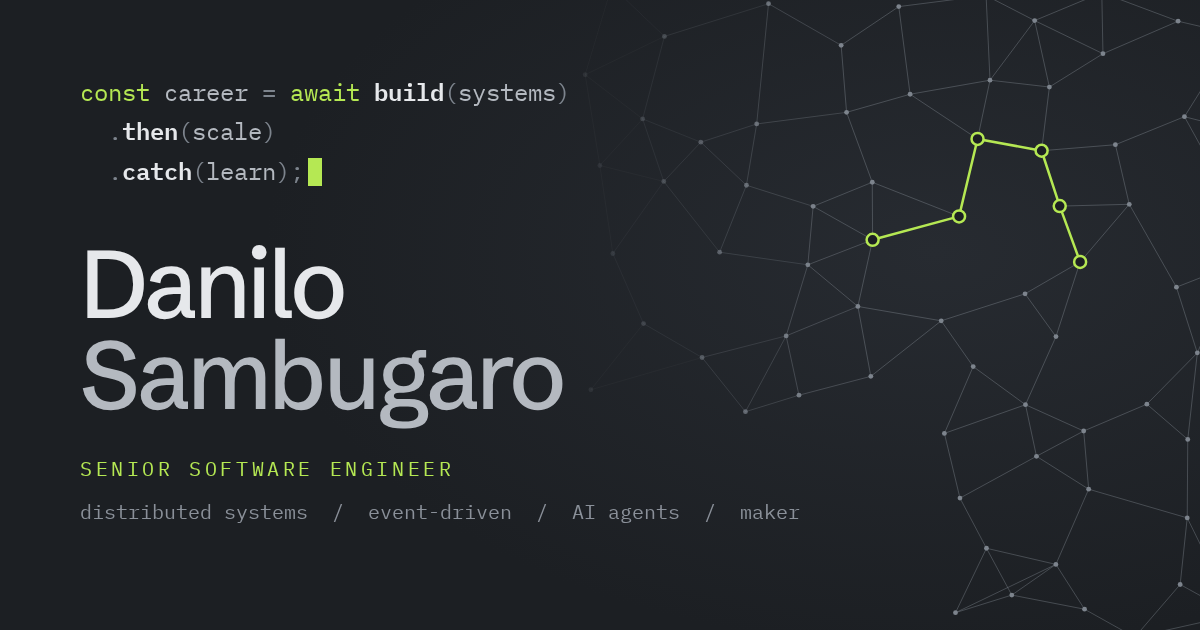 const career = await build(systems)
.then(scale)
.catch(learn);
Danilo
Sambugaro
SENIOR SOFTWARE ENGINEER
distributed systems / event-driven / AI agents / maker